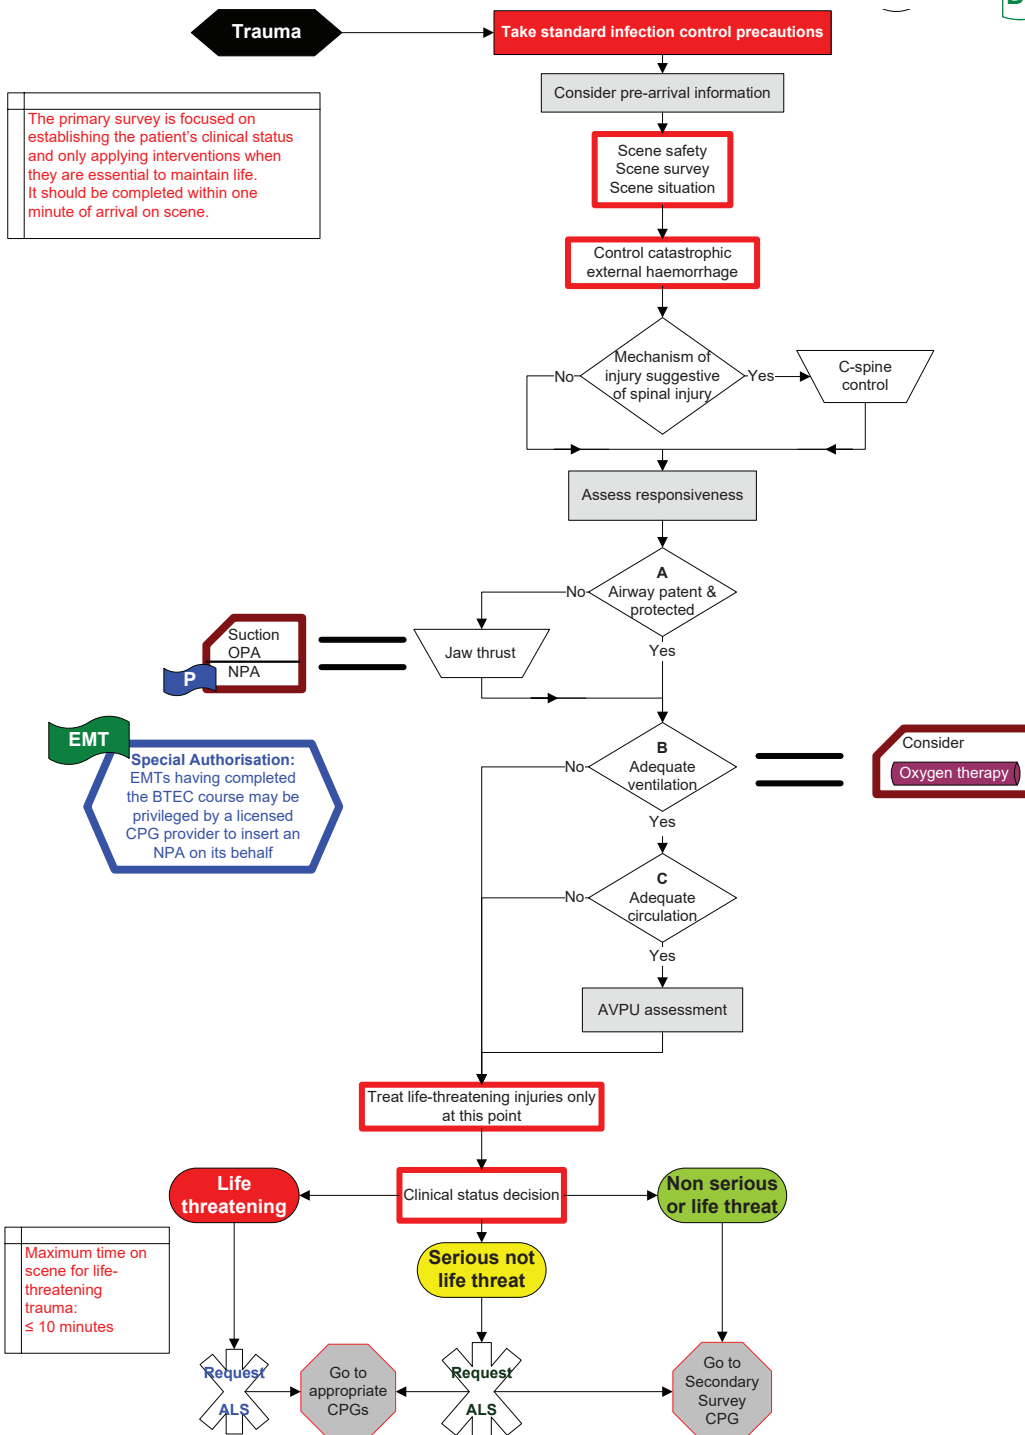 Trauma
Take standard infection control precautions
Consider pre-arrival information
The primary survey is focused on
establishing the patient's clinical status
and only applying interventions when
they are essential to maintain life.
It should be completed within one
minute of arrival on scene.
Scene safety
Scene survey
Scene situation
Control catastrophic
external haemorrhage
Mechanism of
injury suggestive
of spinal injury
No
Yes
C-spine
control
Assess responsiveness
A
Airway patent &
protected
No
Yes
Jaw thrust
Suction
OPA
NPA
P
EMT
Special Authorisation:
EMTs having completed
the BTEC course may be
privileged by a licensed
CPG provider to insert an
NPA on its behalf
B
Adequate
ventilation
No
Yes
Consider
Oxygen therapy
C
Adequate
circulation
No
Yes
AVPU assessment
Treat life-threatening injuries only
at this point
Clinical status decision
Life
threatening
Non serious
or life threat
Serious not
life threat
Maximum time on
scene for life-
threatening
trauma:
≤ 10 minutes
Request
ALS
Go to
appropriate
CPGs
Request
ALS
Go to
Secondary
Survey
CPG